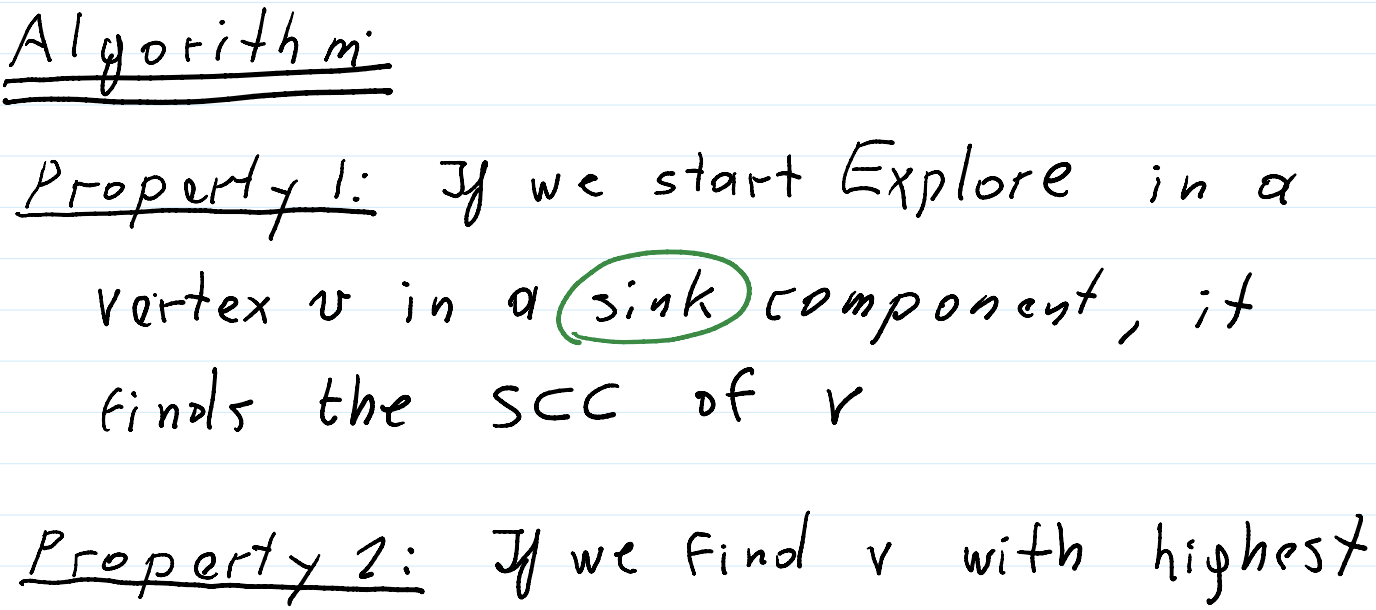 Algorithm:
Property 1: If we start Explore in a
vertex v in a sink component, it
finds the SCC of v
Property 2: If we find v with highest